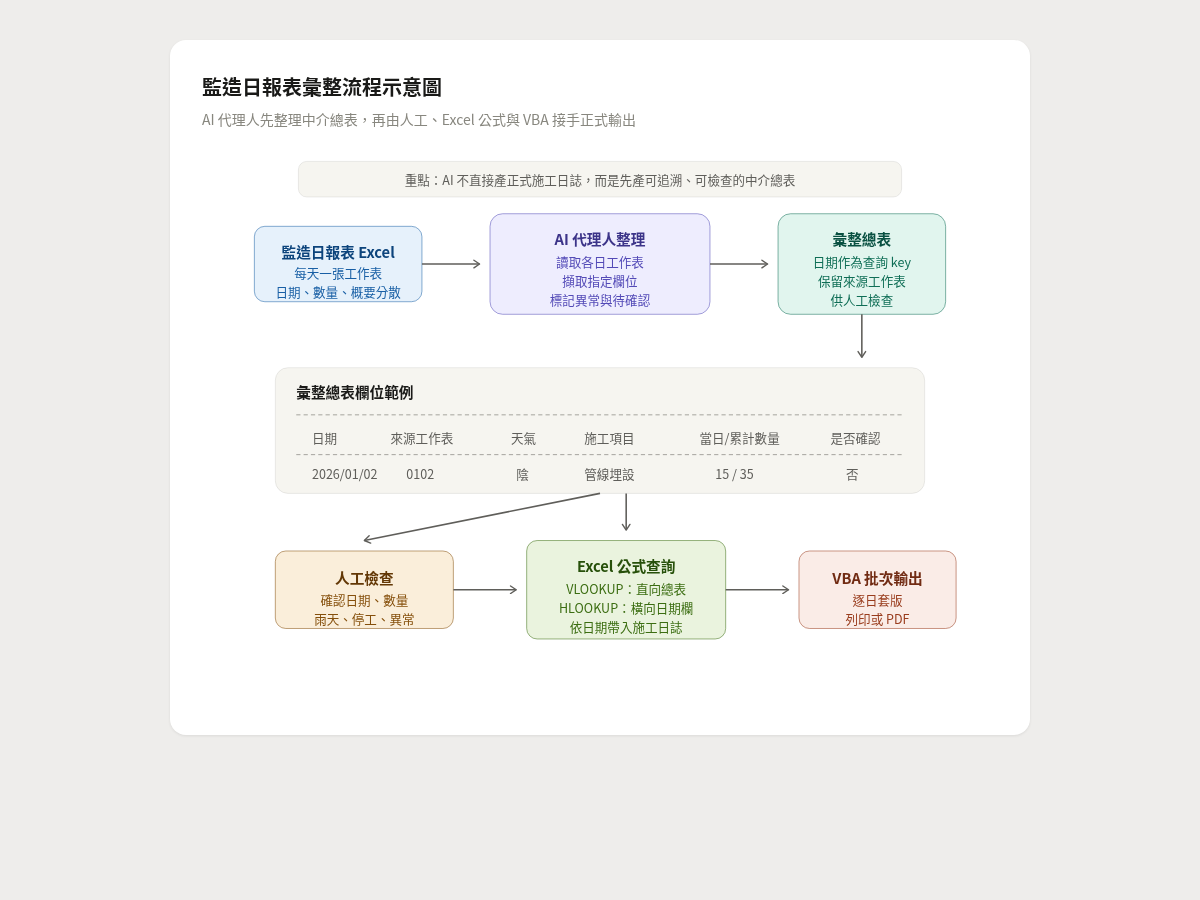 監造日報表彙整流程示意圖
AI 代理人先整理中介總表，再由人工、Excel 公式與 VBA 接手正式輸出
重點：AI 不直接產正式施工日誌，而是先產可追溯、可檢查的中介總表
監造日報表 Excel
每天一張工作表
日期、數量、概要分散
AI 代理人整理
讀取各日工作表
擷取指定欄位
標記異常與待確認
彙整總表
日期作為查詢 key
保留來源工作表
供人工檢查
彙整總表欄位範例
日期 來源工作表 天氣 施工項目 當日/累計數量 是否確認
2026/01/02 0102 陰 管線埋設 15 / 35 否
人工檢查
確認日期、數量
雨天、停工、異常
Excel 公式查詢
VLOOKUP：直向總表
HLOOKUP：橫向日期欄
依日期帶入施工日誌
VBA 批次輸出
逐日套版
列印或 PDF